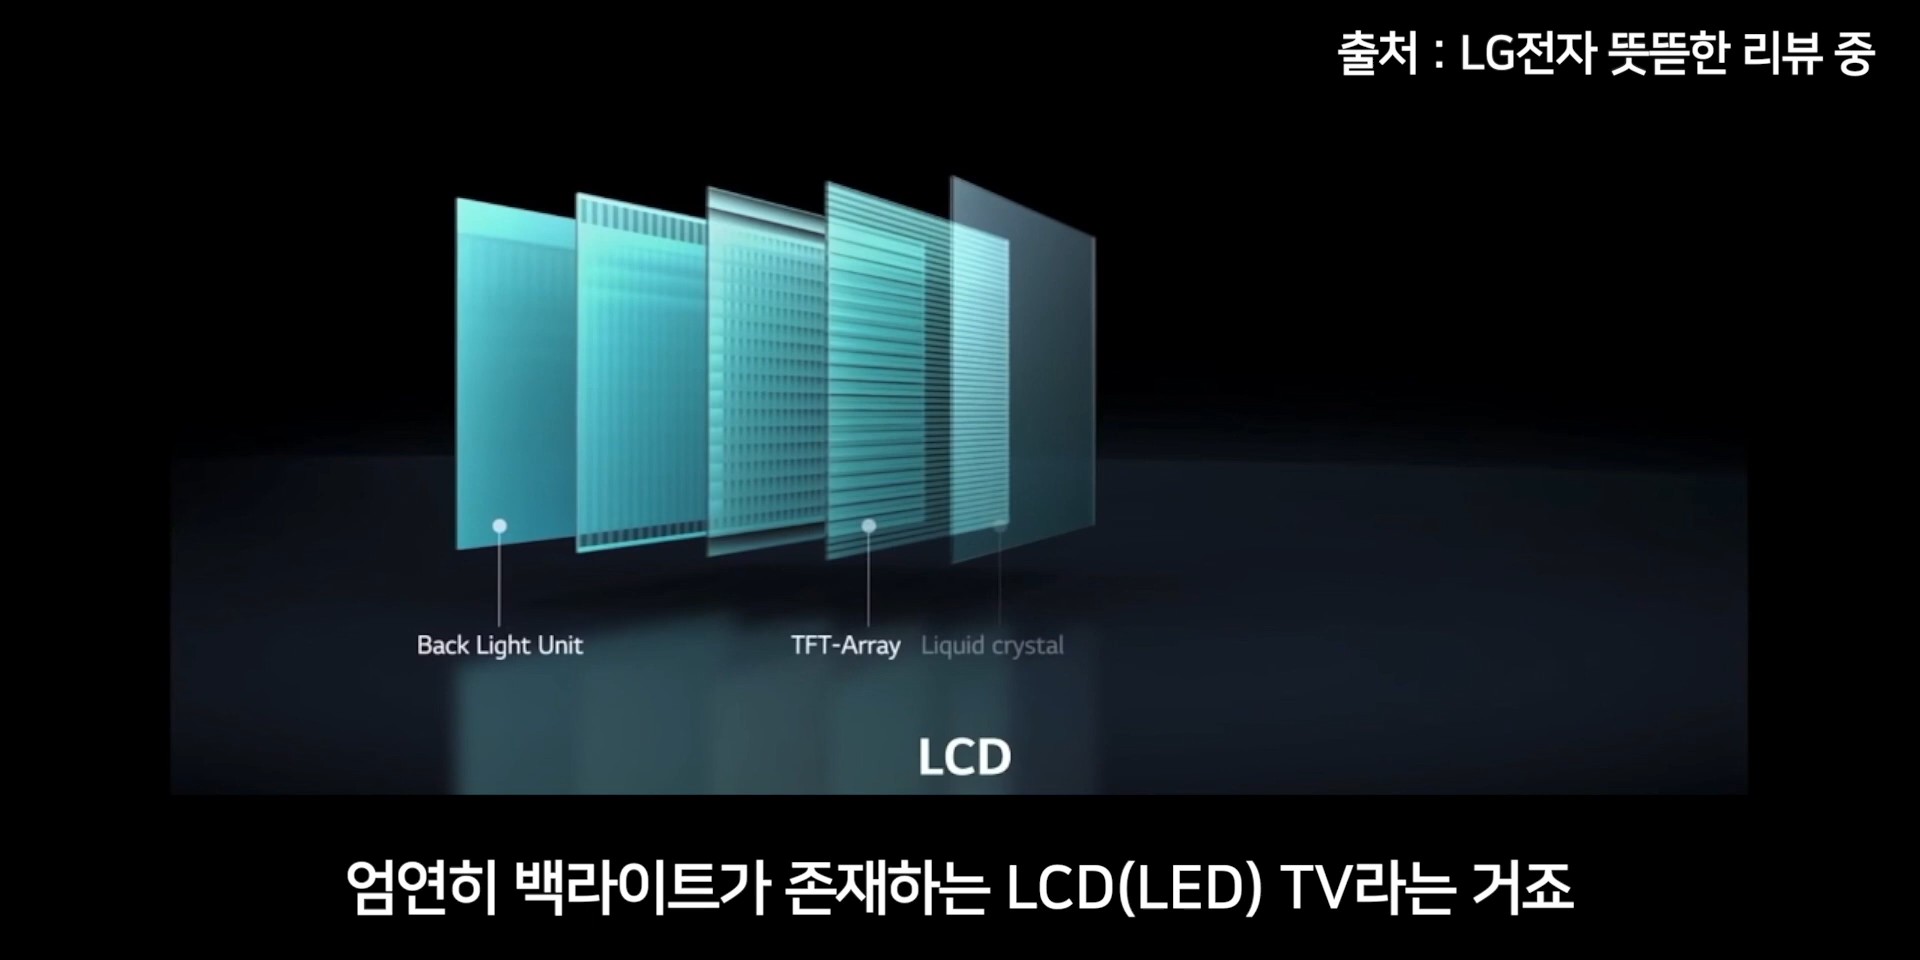 출처 : LG전자 뜻뜯한 리뷰 중
Back Light Unit
TFT-Array
Liquid crystal
LCD
엄연히 백라이트가 존재하는 LCD(LED) TV라는 거죠